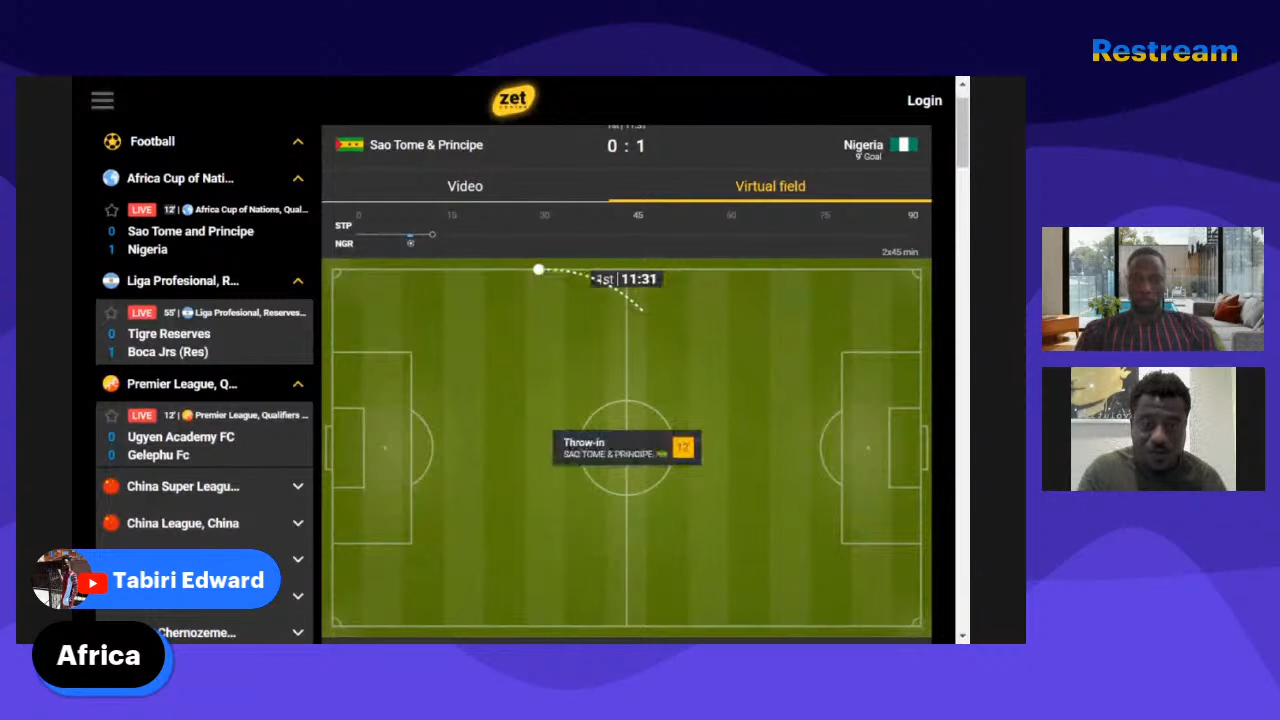 Restream
zet
Login
Football
Africa Cup of Nati...
LIVE 12' | Africa Cup of Nations, Qual...
0 Sao Tome and Principe
1 Nigeria
Liga Profesional, R...
LIVE 55' | Liga Profesional, Reserves...
0 Tigre Reserves
1 Boca Jrs (Res)
Premier League, Q...
LIVE 12' | Premier League, Qualifiers ...
0 Ugyen Academy FC
0 Gelephu Fc
China Super Leagu...
China League, China
Chernozeme...
1st | 11:31
Sao Tome & Principe 0 : 1 Nigeria
9' Goal
Video Virtual field
0 15 30 45 60 75 90
STP
NGR
2x45 min
1st | 11:31
Throw-in
SAO TOME & PRINCIPE
12'
Tabiri Edward
Africa